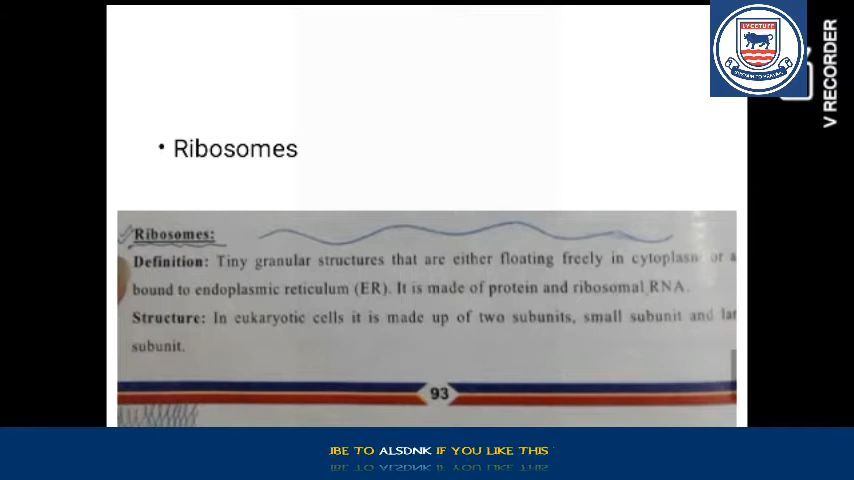 LYCETUFF
V RECORDER
• Ribosomes
Ribosomes:
Definition: Tiny granular structures that are either floating freely in cytoplasm or a
bound to endoplasmic reticulum (ER). It is made of protein and ribosomal RNA.
Structure: In eukaryotic cells it is made up of two subunits, small subunit and lar
subunit.
93
JBE TO ALSDNK IF YOU LIKE THIS